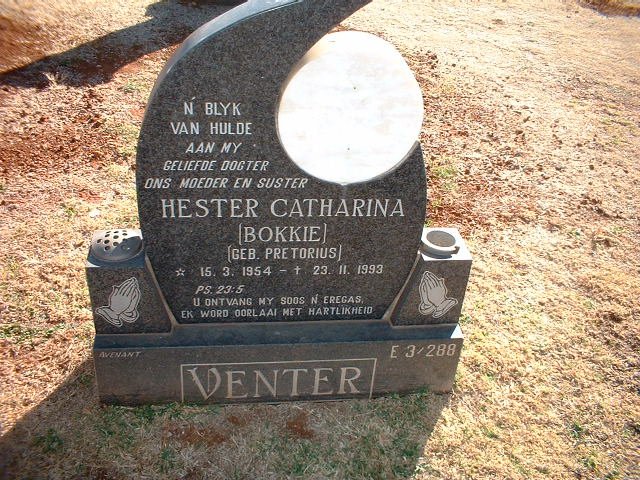 N' BLYK
VAN HULDE
AAN MY
GELIEFDE DOGTER
ONS MOEDER EN SUSTER
HESTER CATHARINA
(BOKKIE)
(GEB. PRETORIUS)
☆ 15. 3. 1954 - † 23. 11. 1993
PS. 23:5
U ONTVANG MY SOOS N' EREGAS,
EK WORD OORLAAI MET HARTLIKHEID
AVENANT
E 3/288
VENTER